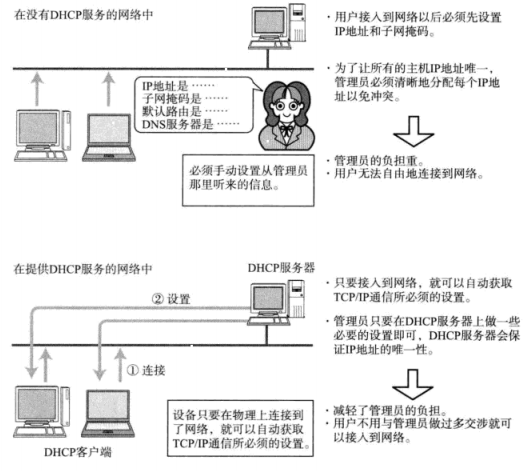 在没有DHCP服务的网络中
・用户接入到网络以后必须先设置
IP地址和子网掩码。
・为了让所有的主机IP地址唯一，
管理员必须清晰地分配每个IP地
址以免冲突。
IP地址是……
子网掩码是……
默认路由是……
DNS服务器是……
必须手动设置从管理员
那里听来的信息。
・管理员的负担重。
・用户无法自由地连接到网络。
在提供DHCP服务的网络中
DHCP服务器
② 设置
① 连接
・只要接入到网络，就可以自动获取
TCP/IP通信所必须的设置。
・管理员只要在DHCP服务器上做一些
必要的设置即可，DHCP服务器会保
证IP地址的唯一性。
设备只要在物理上连接到
了网络，就可以自动获取
TCP/IP通信所必须的设置。
・减轻了管理员的负担。
・用户不用与管理员做过多交涉就可
以接入到网络。
DHCP客户端